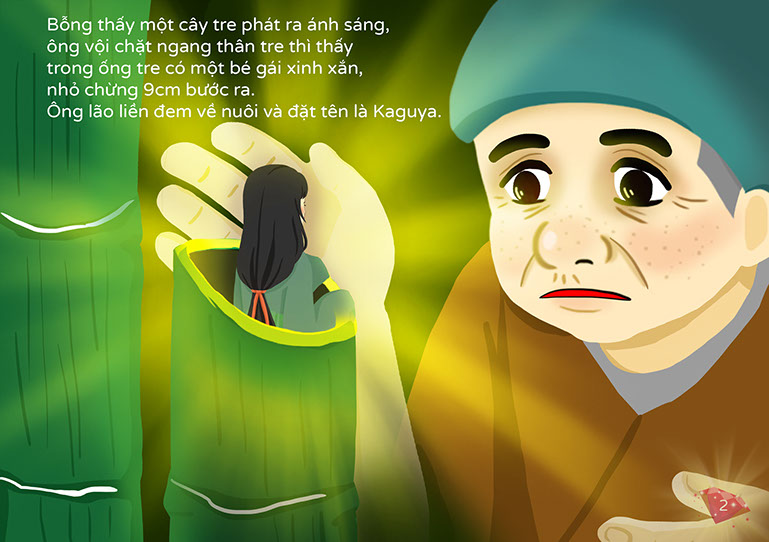 Bỗng thấy một cây tre phát ra ánh sáng,
ông vội chặt ngang thân tre thì thấy
trong ống tre có một bé gái xinh xắn,
nhỏ chừng 9cm bước ra.
Ông lão liền đem về nuôi và đặt tên là Kaguya.
2